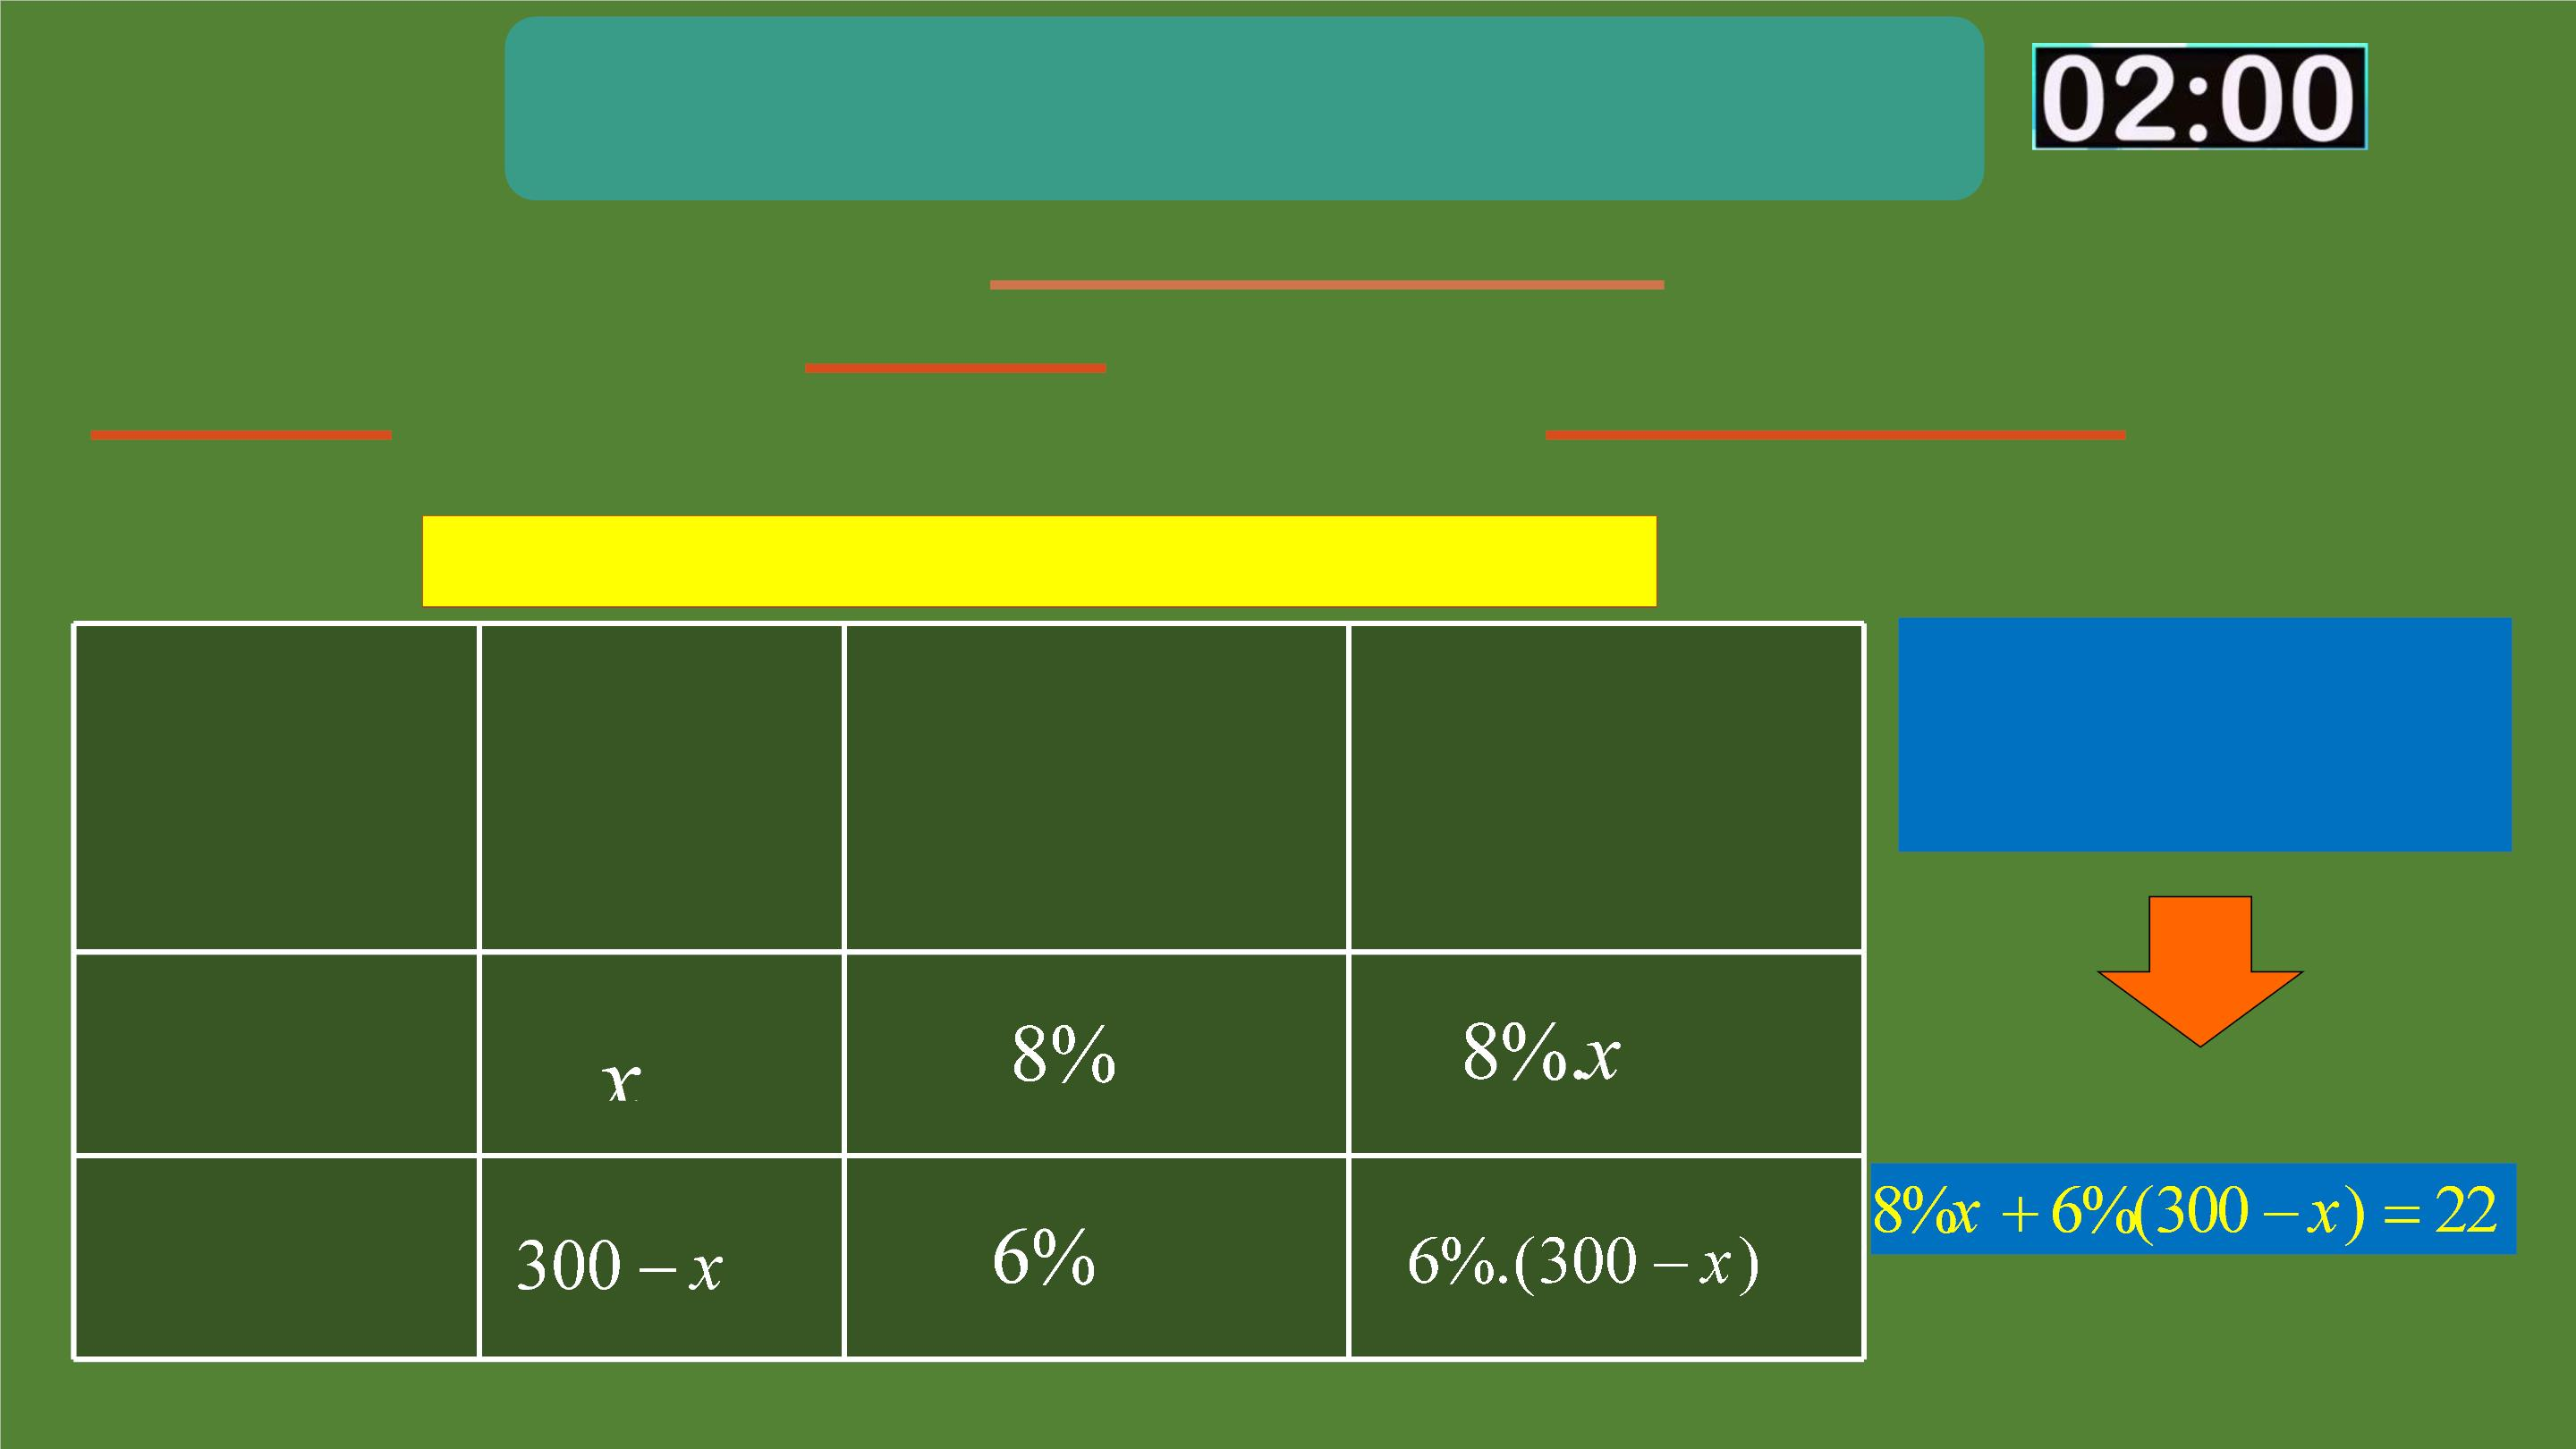 02:00
x 8% 8%.x
300 − x 6% 6%.(300 − x)
8%x + 6%(300 − x) = 22